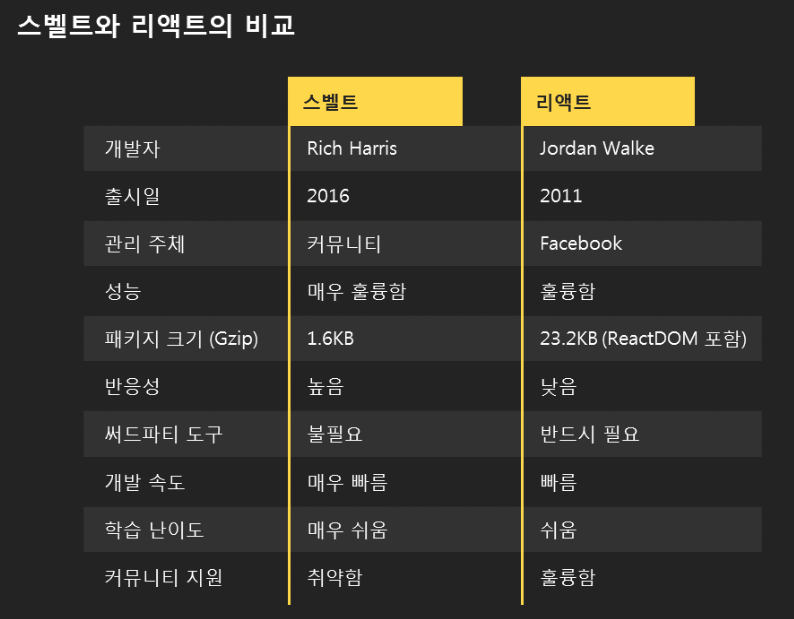 스벨트와 리액트의 비교
스벨트 리액트
개발자 Rich Harris Jordan Walke
출시일 2016 2011
관리 주체 커뮤니티 Facebook
성능 매우 훌륭함 훌륭함
패키지 크기 (Gzip) 1.6KB 23.2KB (ReactDOM 포함)
반응성 높음 낮음
써드파티 도구 불필요 반드시 필요
개발 속도 매우 빠름 빠름
학습 난이도 매우 쉬움 쉬움
커뮤니티 지원 취약함 훌륭함